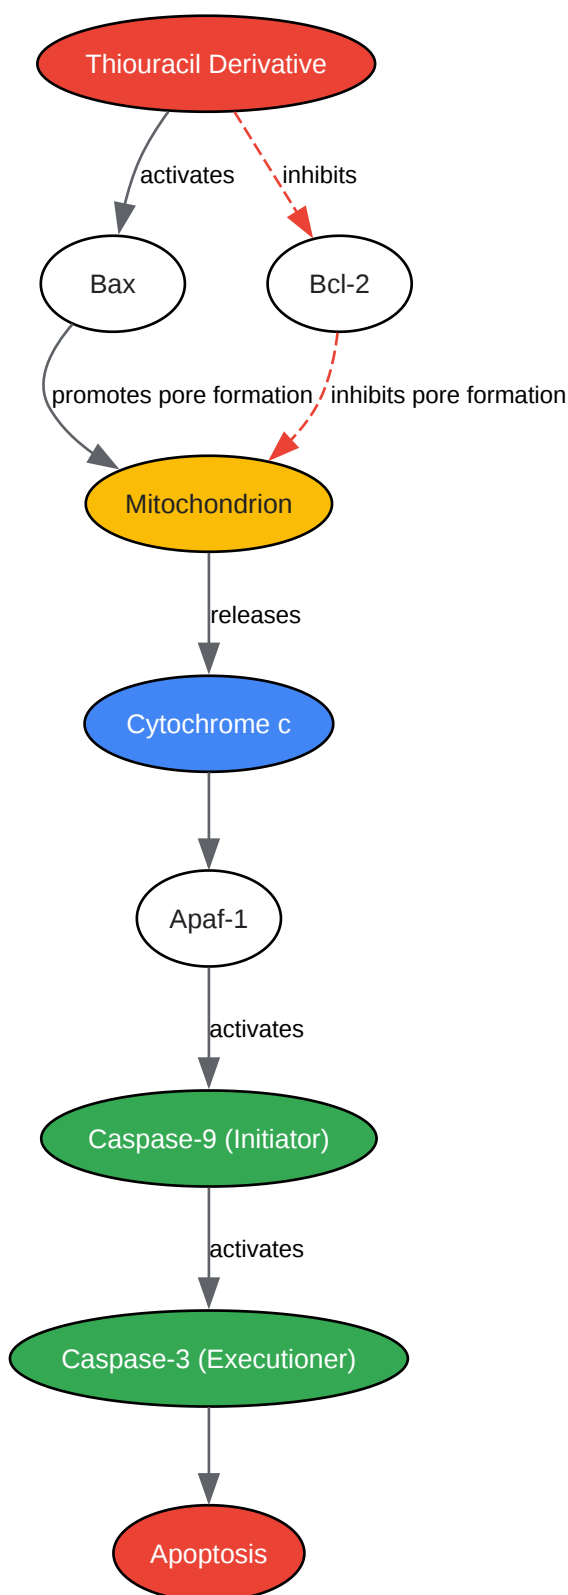 Thiouracil Derivative
activates
inhibits
Bax
Bcl-2
promotes pore formation
inhibits pore formation
Mitochondrion
releases
Cytochrome c
Apaf-1
activates
Caspase-9 (Initiator)
activates
Caspase-3 (Executioner)
Apoptosis